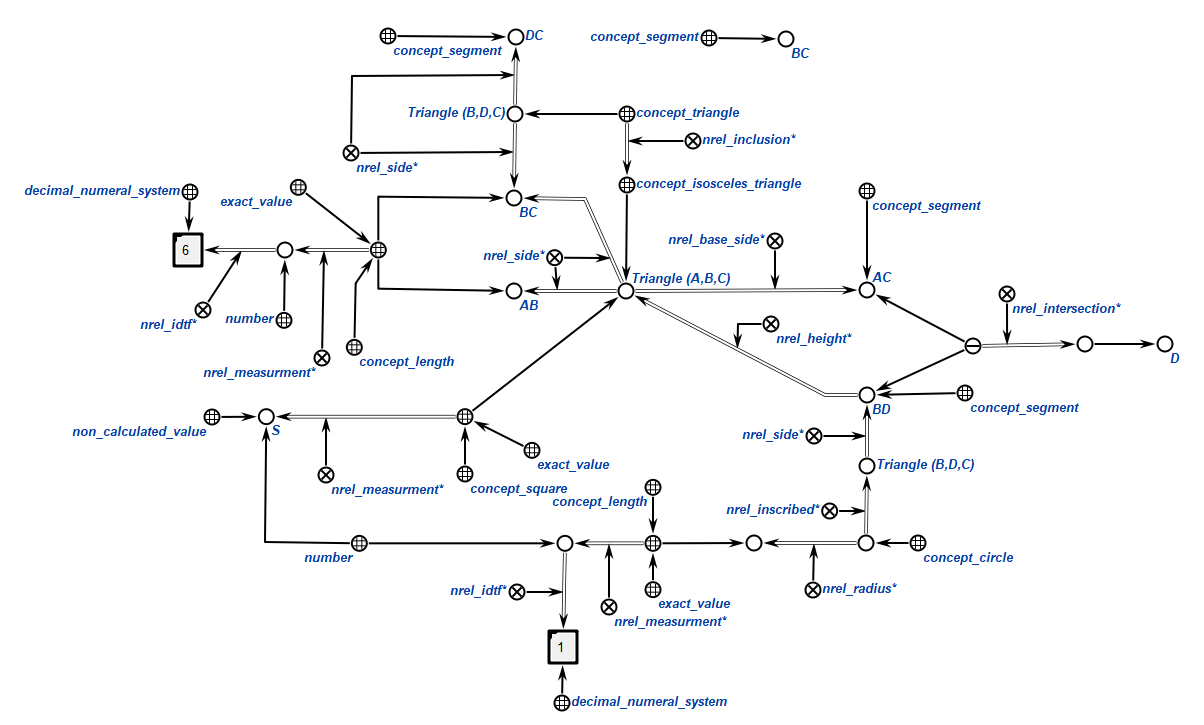 DC
concept_segment
concept_segment
BC
Triangle (B,D,C)
concept_triangle
nrel_inclusion*
nrel_side*
decimal_numeral_system
exact_value
concept_isosceles_triangle
concept_segment
BC
6
nrel_side*
nrel_base_side*
Triangle (A,B,C)
AC
AB
nrel_idtf*
number
nrel_intersection*
nrel_height*
nrel_measurment*
concept_length
D
BD
concept_segment
non_calculated_value
S
nrel_side*
exact_value
Triangle (B,D,C)
nrel_measurment*
concept_square
concept_length
nrel_inscribed*
number
concept_circle
nrel_idtf*
exact_value
nrel_radius*
nrel_measurment*
1
decimal_numeral_system